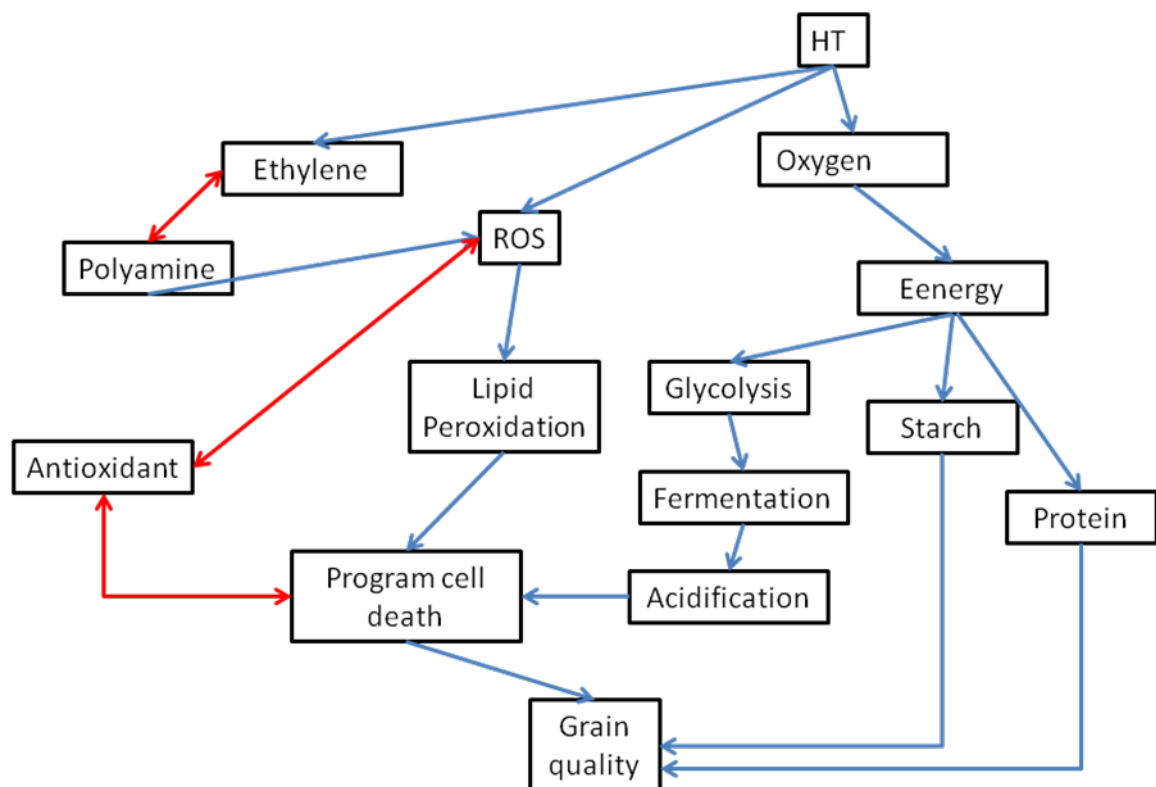 HT
Ethylene
Oxygen
ROS
Polyamine
Eenergy
Lipid
Peroxidation
Glycolysis
Starch
Antioxidant
Fermentation
Protein
Program cell
death
Acidification
Grain
quality